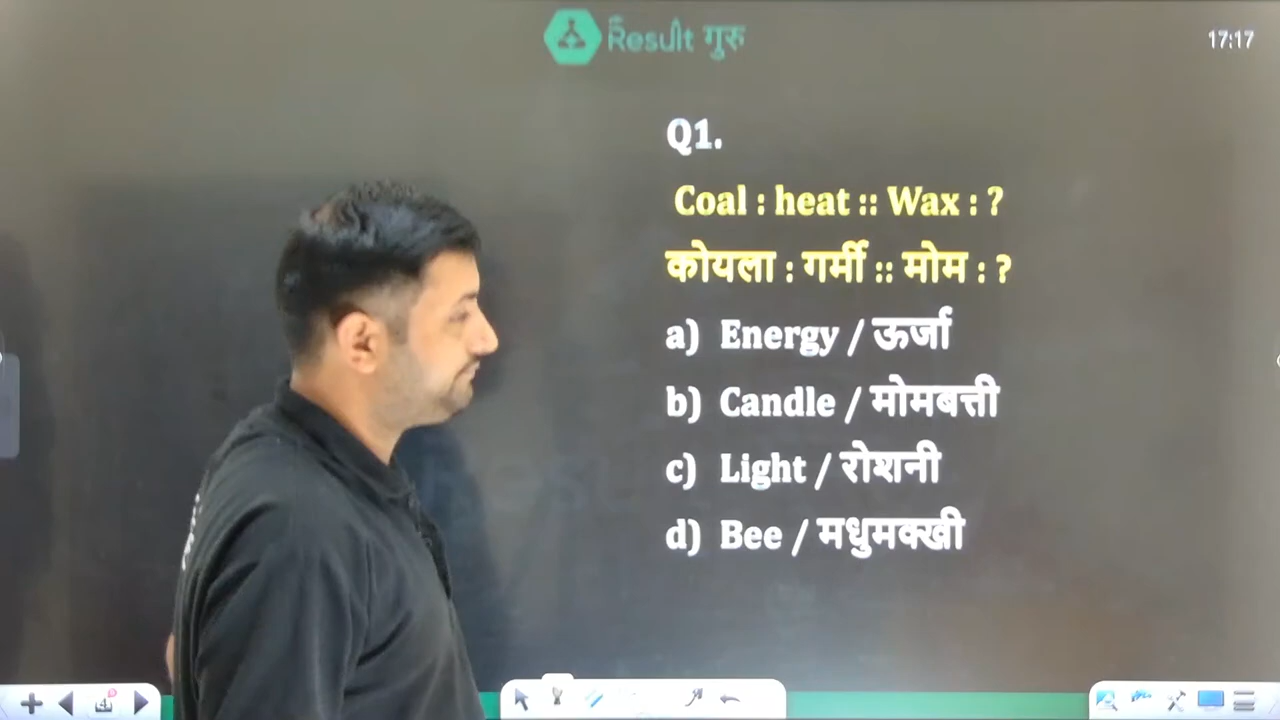 Result गुरु
17:17
Q1.
Coal : heat :: Wax : ?
कोयला : गर्मी :: मोम : ?
a) Energy / ऊर्जा
b) Candle / मोमबत्ती
c) Light / रोशनी
d) Bee / मधुमक्खी